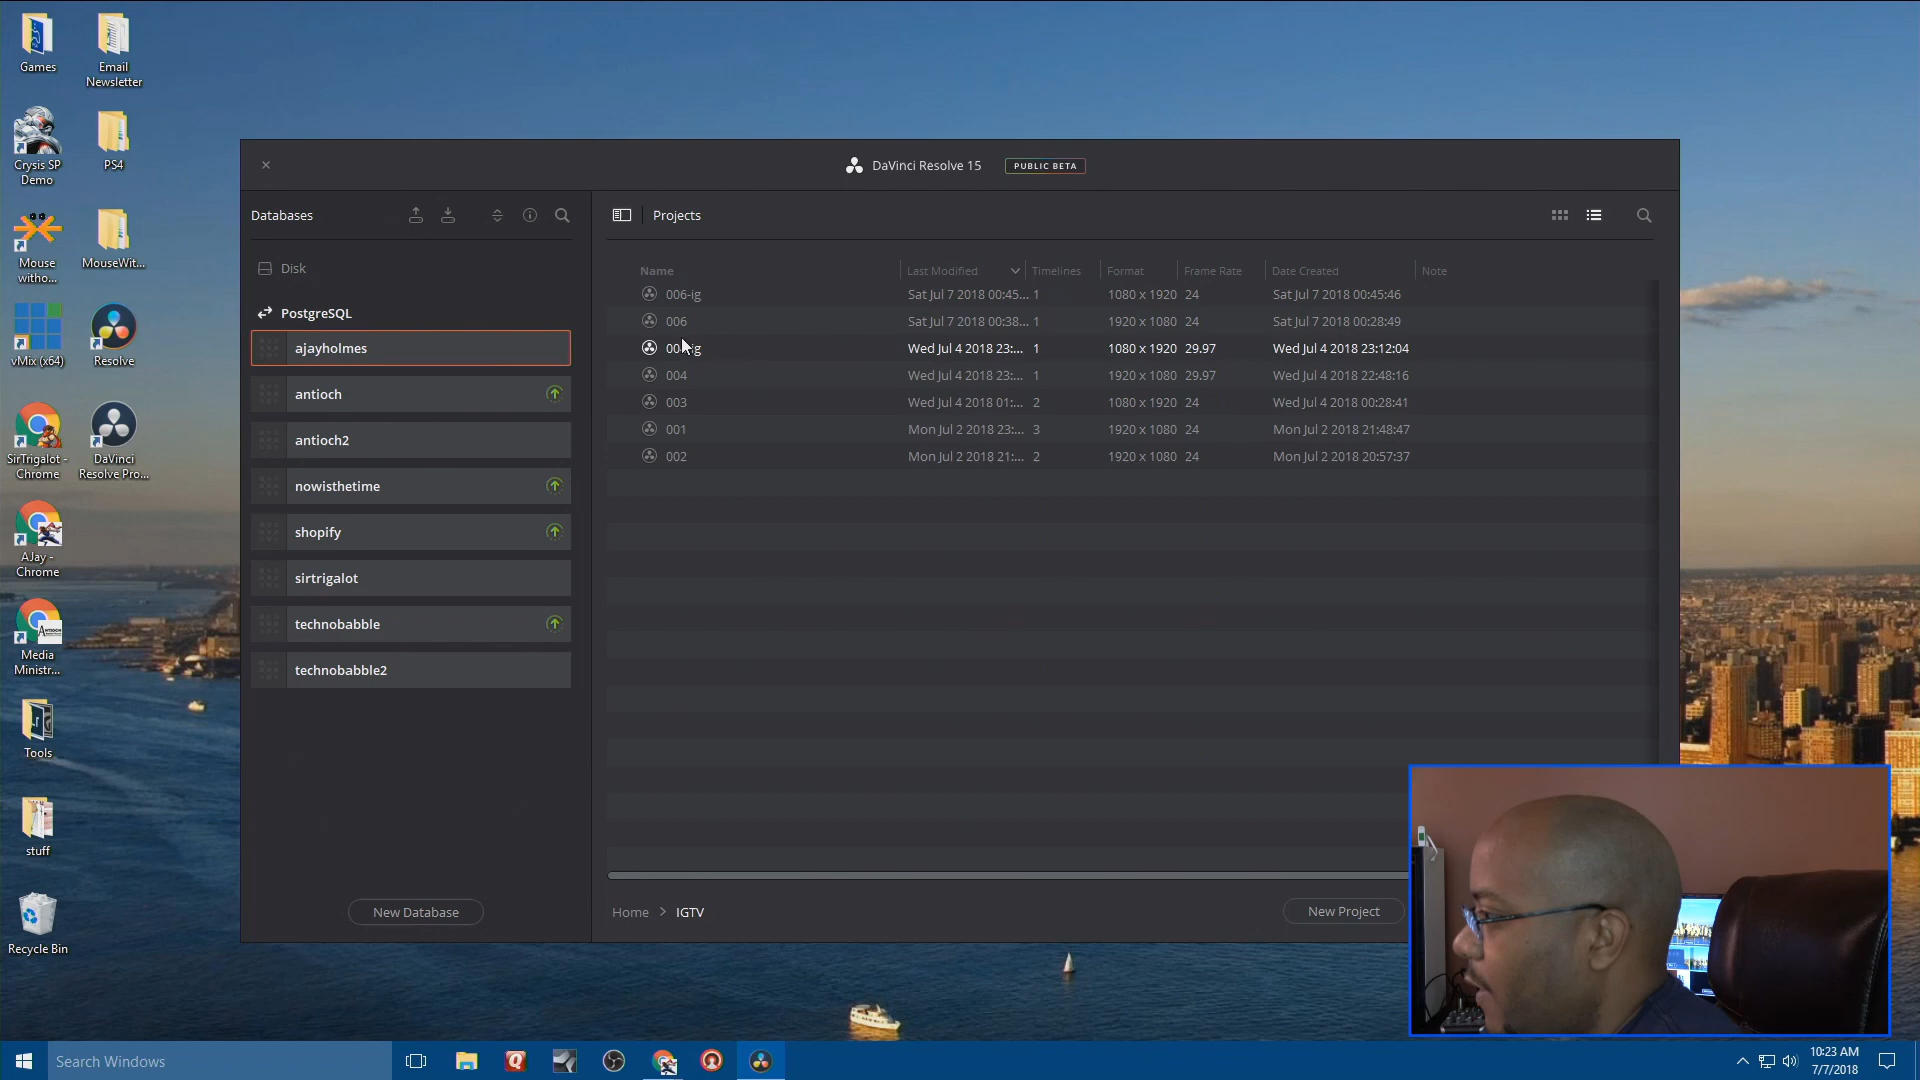 Games
Email
Newsletter
Crysis SP
Demo
PS4
Mouse
witho...
MouseWit...
vMix (x64)
Resolve
SirTrigalot -
Chrome
DaVinci
Resolve Pro...
AJay -
Chrome
Media
Ministr...
Tools
stuff
Recycle Bin
DaVinci Resolve 15
PUBLIC BETA
Databases
Disk
PostgreSQL
ajayholmes
antioch
antioch2
nowisthetime
shopify
sirtrigalot
technobabble
technobabble2
New Database
Projects
Name Last Modified Timelines Format Frame Rate Date Created Note
006-ig Sat Jul 7 2018 00:45... 1 1080 x 1920 24 Sat Jul 7 2018 00:45:46
006 Sat Jul 7 2018 00:38... 1 1920 x 1080 24 Sat Jul 7 2018 00:28:49
Wed Jul 4 2018 23:... 1 1080 x 1920 29.97 Wed Jul 4 2018 23:12:04
004 Wed Jul 4 2018 23:... 1 1920 x 1080 29.97 Wed Jul 4 2018 22:48:16
003 Wed Jul 4 2018 01:... 2 1080 x 1920 24 Wed Jul 4 2018 00:28:41
001 Mon Jul 2 2018 23:... 3 1920 x 1080 24 Mon Jul 2 2018 21:48:47
002 Mon Jul 2 2018 21:... 2 1920 x 1080 24 Mon Jul 2 2018 20:57:37
Home > IGTV
New Project
Search Windows
10:23 AM
7/7/2018